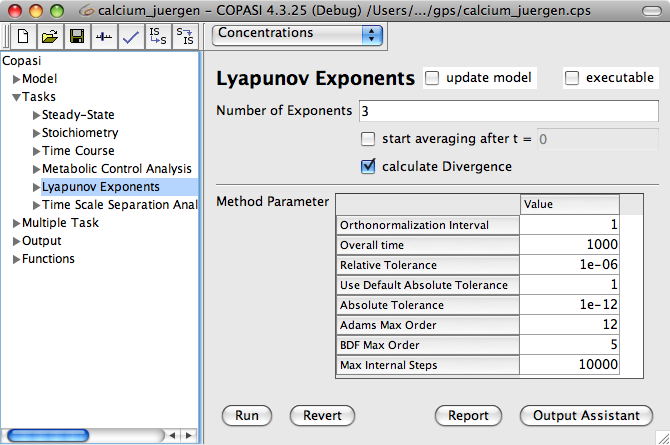 calcium_juergen - COPASI 4.3.25 (Debug) /Users/.../gps/calcium_juergen.cps
IS S
S IS
Concentrations
Copasi
Model
Tasks
Steady-State
Stoichiometry
Time Course
Metabolic Control Analysis
Lyapunov Exponents
Time Scale Separation Anal
Multiple Task
Output
Functions
Lyapunov Exponents update model executable
Number of Exponents 3
start averaging after t = 0
calculate Divergence
Method Parameter
Value
Orthonormalization Interval 1
Overall time 1000
Relative Tolerance 1e-06
Use Default Absolute Tolerance 1
Absolute Tolerance 1e-12
Adams Max Order 12
BDF Max Order 5
Max Internal Steps 10000
Run Revert Report Output Assistant